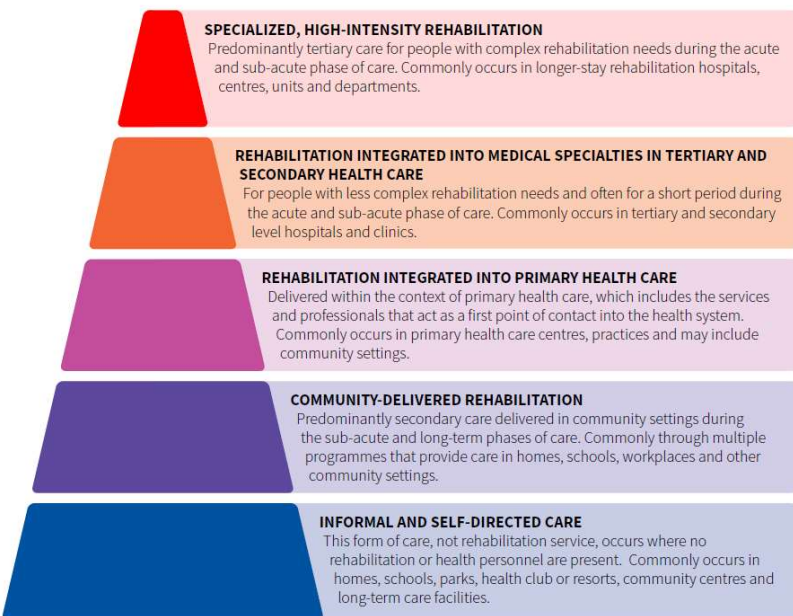 SPECIALIZED, HIGH-INTENSITY REHABILITATION
Predominantly tertiary care for people with complex rehabilitation needs during the acute
and sub-acute phase of care. Commonly occurs in longer-stay rehabilitation hospitals,
centres, units and departments.
REHABILITATION INTEGRATED INTO MEDICAL SPECIALTIES IN TERTIARY AND
SECONDARY HEALTH CARE
For people with less complex rehabilitation needs and often for a short period during
the acute and sub-acute phase of care. Commonly occurs in tertiary and secondary
level hospitals and clinics.
REHABILITATION INTEGRATED INTO PRIMARY HEALTH CARE
Delivered within the context of primary health care, which includes the services
and professionals that act as a first point of contact into the health system.
Commonly occurs in primary health care centres, practices and may include
community settings.
COMMUNITY-DELIVERED REHABILITATION
Predominantly secondary care delivered in community settings during
the sub-acute and long-term phases of care. Commonly through multiple
programmes that provide care in homes, schools, workplaces and other
community settings.
INFORMAL AND SELF-DIRECTED CARE
This form of care, not rehabilitation service, occurs where no
rehabilitation or health personnel are present. Commonly occurs in
homes, schools, parks, health club or resorts, community centres and
long-term care facilities.